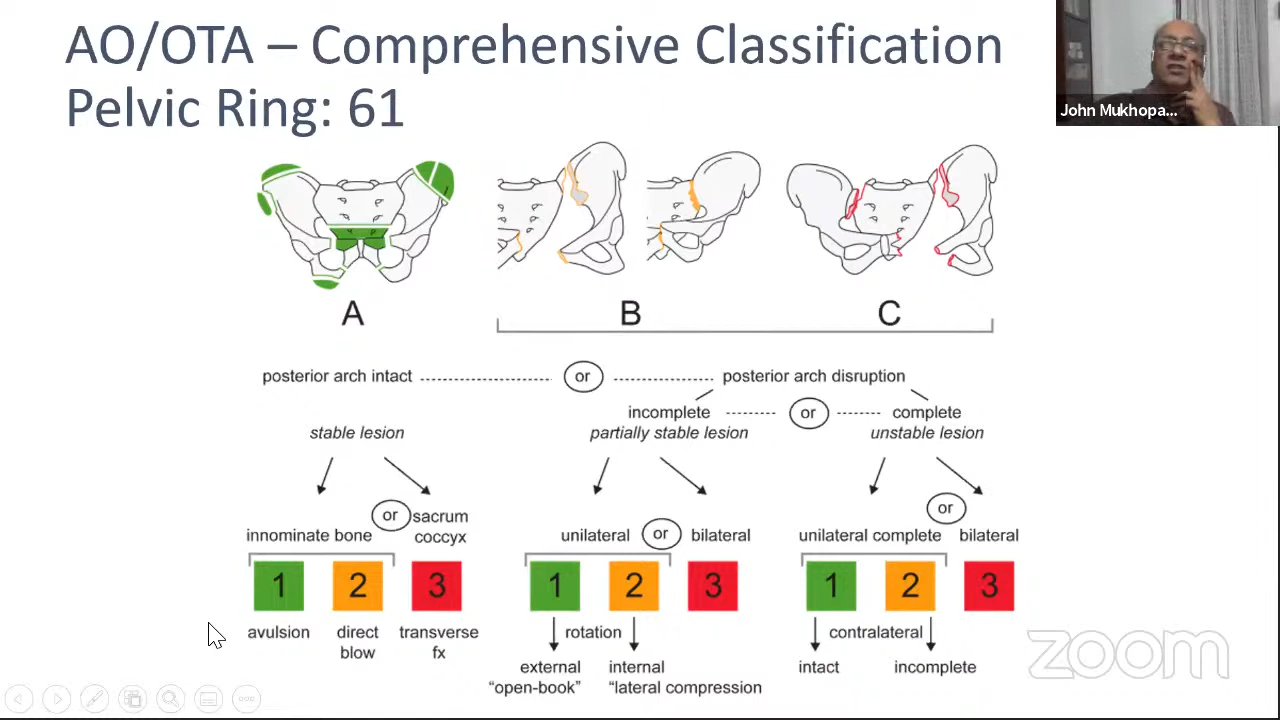 AO/OTA – Comprehensive Classification
Pelvic Ring: 61
John Mukhopa...
A
B
C
posterior arch intact
or
posterior arch disruption
incomplete
or
complete
stable lesion
partially stable lesion
unstable lesion
innominate bone
or
sacrum
coccyx
unilateral
or
bilateral
unilateral complete
or
bilateral
1 2 3
1 2 3
1 2 3
avulsion
direct
blow
transverse
fx
rotation
external
"open-book"
internal
"lateral compression
contralateral
intact
incomplete
zoom